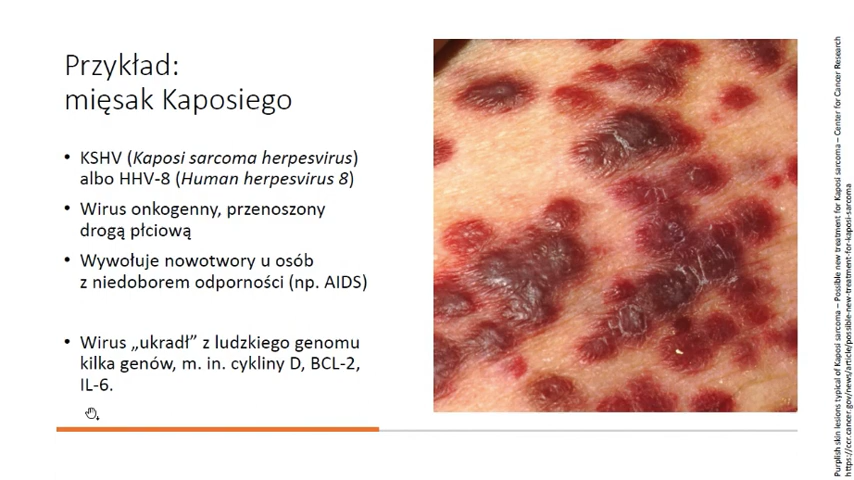 Przykład:
mięsak Kaposiego
• KSHV (Kaposi sarcoma herpesvirus)
albo HHV-8 (Human herpesvirus 8)
• Wirus onkogenny, przenoszony
drogą płciową
• Wywołuje nowotwory u osób
z niedoborem odporności (np. AIDS)
• Wirus „ukradł” z ludzkiego genomu
kilka genów, m. in. cykliny D, BCL-2,
IL-6.
Purplish skin lesions typical of Kaposi sarcoma – Possible new treatment for Kaposi sarcoma – Center for Cancer Research
https://ccr.cancer.gov/news/article/possible-new-treatment-for-kaposi-sarcoma